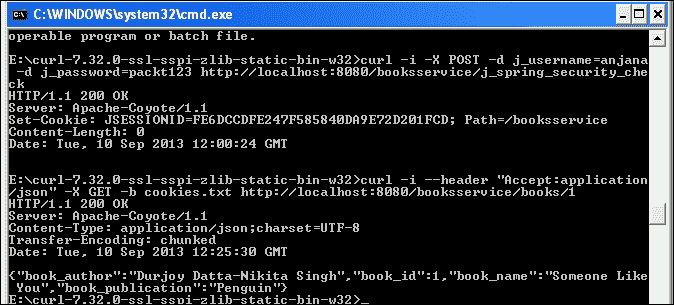 C:\WINDOWS\system32\cmd.exe
operable program or batch file.
E:\curl-7.32.0-ssl-sspi-zlib-static-bin-w32>curl -i -X POST -d j_username=anjana
-d j_password=packt123 http://localhost:8080/booksservice/j_spring_security_che
ck
HTTP/1.1 200 OK
Server: Apache-Coyote/1.1
Set-Cookie: JSESSIONID=FE6DCCDFE247F585840DA9E72D201FCD; Path=/booksservice
Content-Length: 0
Date: Tue, 10 Sep 2013 12:00:24 GMT
E:\curl-7.32.0-ssl-sspi-zlib-static-bin-w32>curl -i --header "Accept:application
/json" -X GET -b cookies.txt http://localhost:8080/booksservice/books/1
HTTP/1.1 200 OK
Server: Apache-Coyote/1.1
Content-Type: application/json;charset=UTF-8
Transfer-Encoding: chunked
Date: Tue, 10 Sep 2013 12:25:30 GMT
{"book_author":"Durjoy Datta-Nikita Singh","book_id":1,"book_name":"Someone Like
You","book_publication":"Penguin"}
E:\curl-7.32.0-ssl-sspi-zlib-static-bin-w32>_